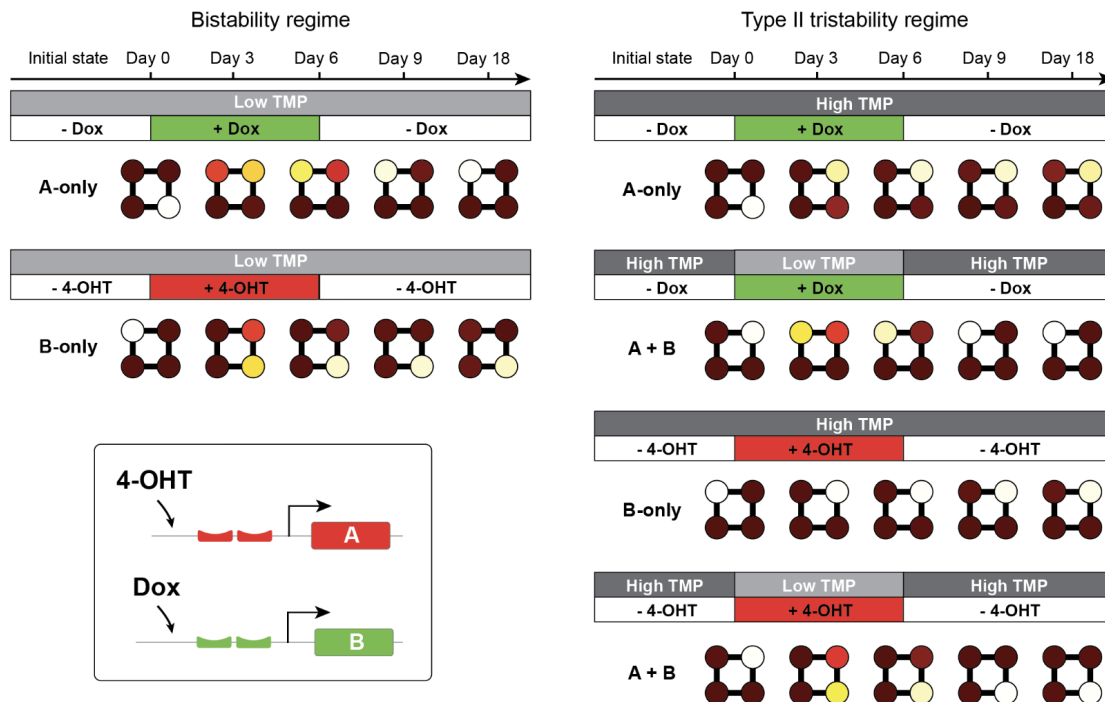 Bistability regime
Initial state Day 0 Day 3 Day 6 Day 9 Day 18
Low TMP
- Dox + Dox - Dox
A-only
Low TMP
- 4-OHT + 4-OHT - 4-OHT
B-only
4-OHT
A
Dox
B
Type II tristability regime
Initial state Day 0 Day 3 Day 6 Day 9 Day 18
High TMP
- Dox + Dox - Dox
A-only
High TMP Low TMP High TMP
- Dox + Dox - Dox
A + B
High TMP
- 4-OHT + 4-OHT - 4-OHT
B-only
High TMP Low TMP High TMP
- 4-OHT + 4-OHT - 4-OHT
A + B